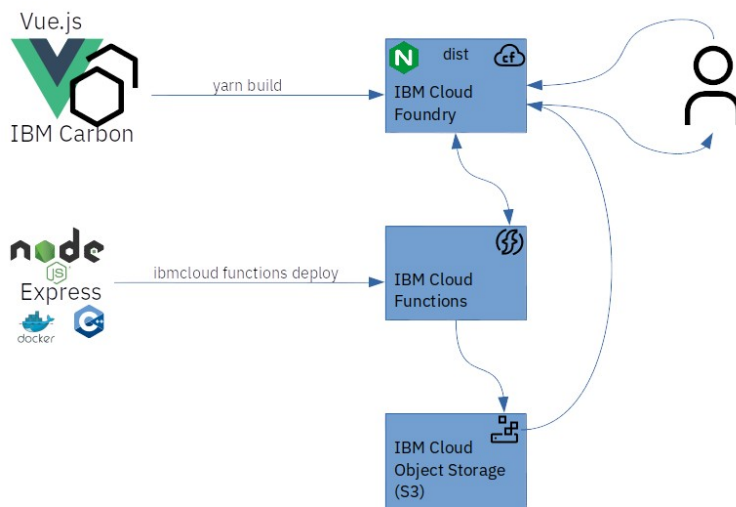 Vue.js
IBM Carbon
yarn build
N
dist
cf
IBM Cloud
Foundry
node
JS
Express
docker
C++
ibmcloud functions deploy
IBM Cloud
Functions
IBM Cloud
Object Storage
(S3)